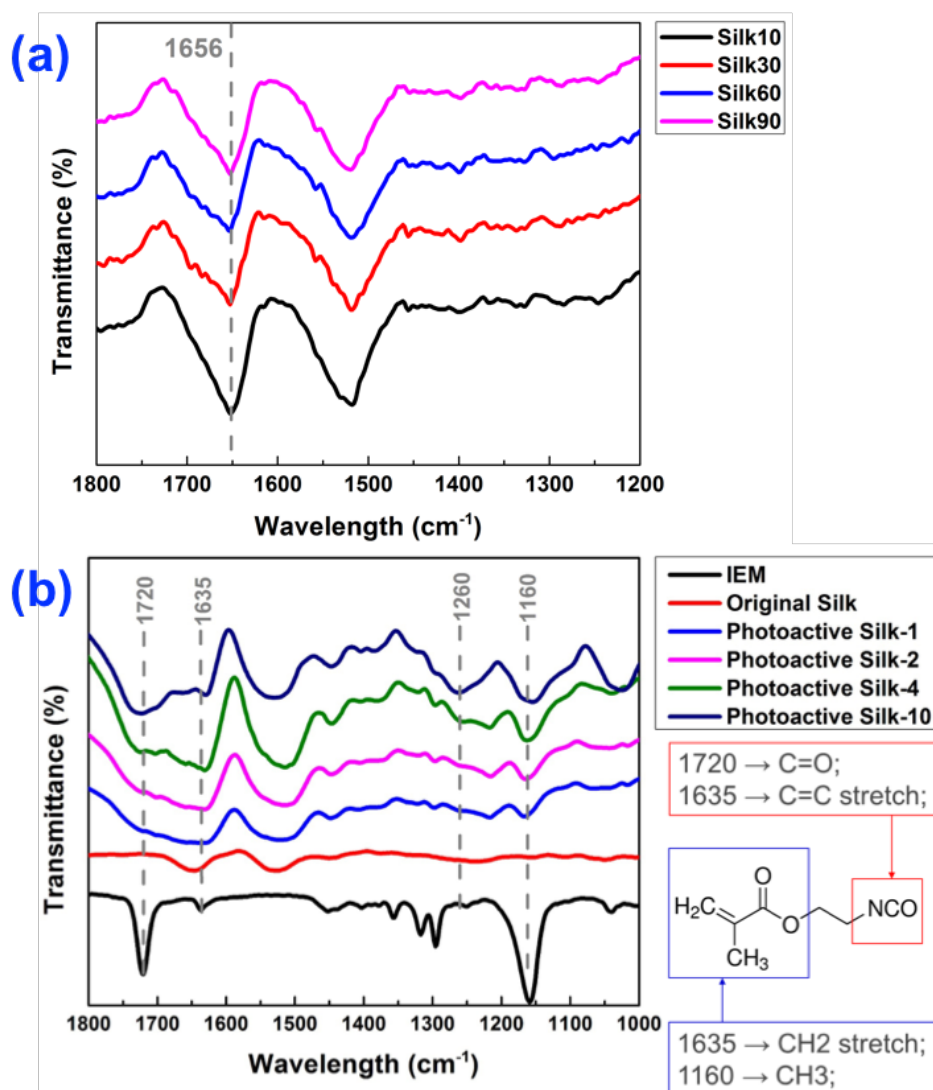 (a)
1656
Silk10
Silk30
Silk60
Silk90
Transmittance (%)
1800 1700 1600 1500 1400 1300 1200
Wavelength (cm⁻¹)
(b)
1720
1635
1260
1160
IEM
Original Silk
Photoactive Silk-1
Photoactive Silk-2
Photoactive Silk-4
Photoactive Silk-10
Transmittance (%)
1800 1700 1600 1500 1400 1300 1200 1100 1000
Wavelength (cm⁻¹)
1720 → C=O;
1635 → C=C stretch;
O
H₂C
O
NCO
CH₃
1635 → CH2 stretch;
1160 → CH3;